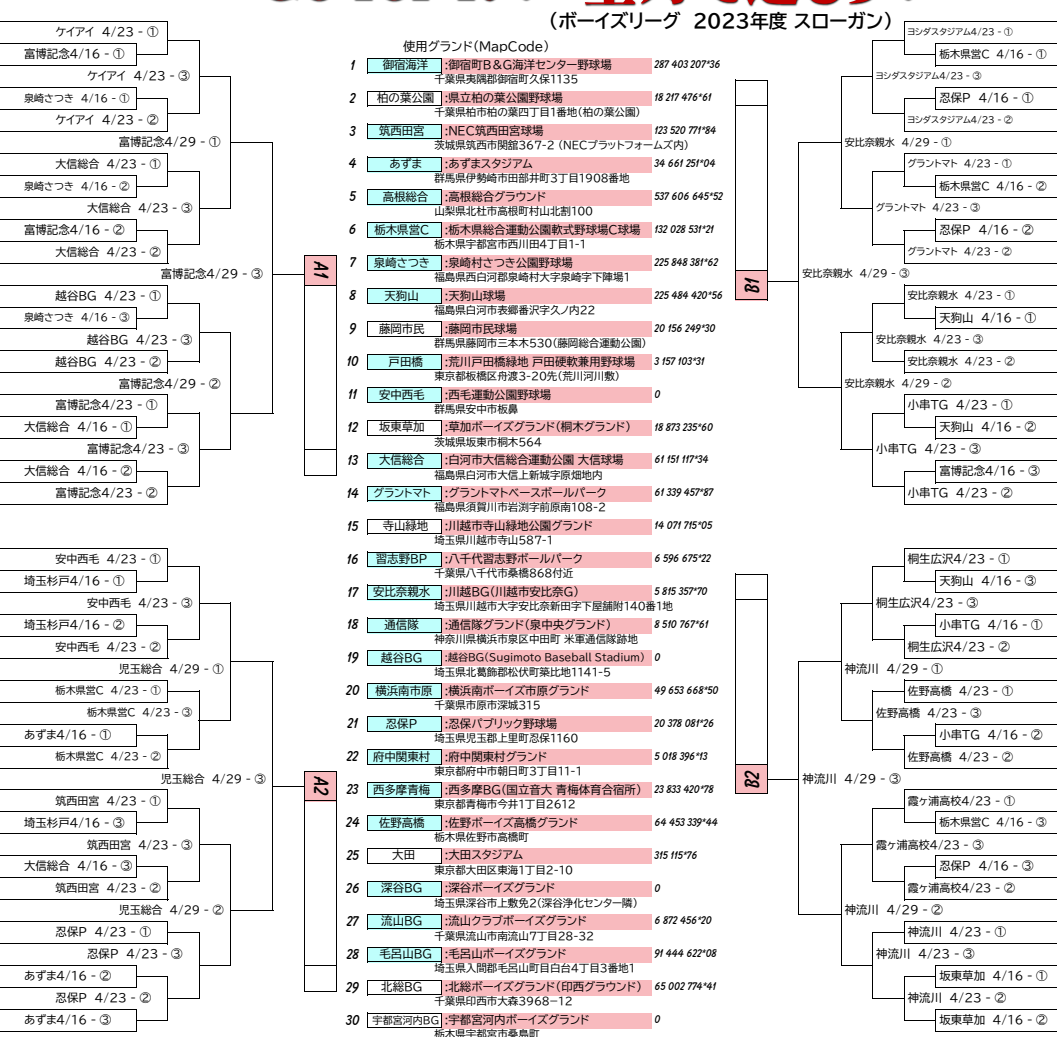 （ボーイズリーグ 2023年度 スローガン）
ケイアイ 4/23 - ①
富博記念4/16 - ①
ケイアイ 4/23 - ③
泉崎さつき 4/16 - ①
ケイアイ 4/23 - ②
富博記念4/29 - ①
大信総合 4/23 - ①
泉崎さつき 4/16 - ②
大信総合 4/23 - ③
富博記念4/16 - ②
大信総合 4/23 - ②
富博記念4/29 - ③
越谷BG 4/23 - ①
泉崎さつき 4/16 - ③
越谷BG 4/23 - ③
越谷BG 4/23 - ②
富博記念4/29 - ②
富博記念4/23 - ①
大信総合 4/16 - ①
富博記念4/23 - ③
大信総合 4/16 - ②
富博記念4/23 - ②
A1
安中西毛 4/23 - ①
埼玉杉戸4/16 - ①
安中西毛 4/23 - ③
埼玉杉戸4/16 - ②
安中西毛 4/23 - ②
児玉総合 4/29 - ①
栃木県営C 4/23 - ①
栃木県営C 4/23 - ③
あずま4/16 - ①
栃木県営C 4/23 - ②
児玉総合 4/29 - ③
筑西田宮 4/23 - ①
埼玉杉戸4/16 - ③
筑西田宮 4/23 - ③
大信総合 4/16 - ③
筑西田宮 4/23 - ②
児玉総合 4/29 - ②
忍保P 4/23 - ①
忍保P 4/23 - ③
あずま4/16 - ②
忍保P 4/23 - ②
あずま4/16 - ③
A2
使用グランド（MapCode）
1 御宿海洋 :御宿町B＆G海洋センター野球場 287 403 207*36
千葉県夷隅郡御宿町久保1135
2 柏の葉公園 :県立柏の葉公園野球場 18 217 476*61
千葉県柏市柏の葉四丁目1番地（柏の葉公園）
3 筑西田宮 :NEC筑西田宮球場 123 520 771*84
茨城県筑西市関舘367-2 （NECプラットフォームズ内）
4 あずま :あずまスタジアム 34 661 251*04
群馬県伊勢崎市田部井町3丁目1908番地
5 高根総合 :高根総合グラウンド 537 606 645*52
山梨県北杜市高根町村山北割100
6 栃木県営C :栃木県総合運動公園軟式野球場C球場 132 028 531*21
栃木県宇都宮市西川田4丁目1-1
7 泉崎さつき :泉崎村さつき公園野球場 225 848 381*62
福島県西白河郡泉崎村大字泉崎字下陣場1
8 天狗山 :天狗山球場 225 484 420*56
福島県白河市表郷番沢字久ノ内22
9 藤岡市民 :藤岡市民球場 20 156 249*30
群馬県藤岡市三本木530（藤岡総合運動公園）
10 戸田橋 :荒川戸田橋緑地 戸田硬軟兼用野球場 3 157 103*31
東京都板橋区舟渡3-20先（荒川河川敷）
11 安中西毛 :西毛運動公園野球場 0
群馬県安中市板鼻
12 坂東草加 :草加ボーイズグランド（桐木グランド） 18 873 235*60
茨城県坂東市桐木564
13 大信総合 :白河市大信総合運動公園 大信球場 61 151 117*34
福島県白河市大信上新城字原畑地内
14 グラントマト :グラントマトベースボールパーク 61 339 457*87
福島県須賀川市岩渕字前原南108-2
15 寺山緑地 :川越市寺山緑地公園グランド 14 071 715*05
埼玉県川越市寺山587-1
16 習志野BP :八千代習志野ボールパーク 6 596 675*22
千葉県八千代市桑橋868付近
17 安比奈親水 :川越BG（川越市安比奈G） 5 815 357*70
埼玉県川越市大字安比奈新田字下屋舗附140番1地
18 通信隊 :通信隊グランド（泉中央グランド） 8 510 767*61
神奈川県横浜市泉区中田町 米軍通信隊跡地
19 越谷BG :越谷BG（Sugimoto Baseball Stadium） 0
埼玉県北葛飾郡松伏町築比地1141-5
20 横浜南市原 :横浜南ボーイズ市原グランド 49 653 668*50
千葉県市原市深城315
21 忍保P :忍保パブリック野球場 20 378 081*26
埼玉県児玉郡上里町忍保1160
22 府中関東村 :府中関東村グランド 5 018 396*13
東京都府中市朝日町3丁目11-1
23 西多摩青梅 :西多摩BG（国立音大 青梅体育合宿所） 23 833 420*78
東京都青梅市今井1丁目2612
24 佐野高橋 :佐野ボーイズ高橋グランド 64 453 339*44
栃木県佐野市高橋町
25 大田 :大田スタジアム 315 115*76
東京都大田区東海1丁目2-10
26 深谷BG :深谷ボーイズグランド 0
埼玉県深谷市上敷免2（深谷浄化センター隣）
27 流山BG :流山クラブボーイズグランド 6 872 456*20
千葉県流山市南流山7丁目28-32
28 毛呂山BG :毛呂山ボーイズグランド 91 444 622*08
埼玉県入間郡毛呂山町目白台4丁目3番地1
29 北総BG :北総ボーイズグランド（印西グラウンド） 65 002 774*41
千葉県印西市大森3968－12
30 宇都宮河内BG :宇都宮河内ボーイズグランド 0
栃木県宇都宮市桑島町
B1
ヨシダスタジアム4/23 - ①
栃木県営C 4/16 - ①
ヨシダスタジアム4/23 - ③
忍保P 4/16 - ①
ヨシダスタジアム4/23 - ②
安比奈親水 4/29 - ①
グラントマト 4/23 - ①
栃木県営C 4/16 - ②
グラントマト 4/23 - ③
忍保P 4/16 - ②
グラントマト 4/23 - ②
安比奈親水 4/29 - ③
安比奈親水 4/23 - ①
天狗山 4/16 - ①
安比奈親水 4/23 - ③
安比奈親水 4/23 - ②
安比奈親水 4/29 - ②
小串TG 4/23 - ①
天狗山 4/16 - ②
小串TG 4/23 - ③
富博記念4/16 - ③
小串TG 4/23 - ②
B2
桐生広沢4/23 - ①
天狗山 4/16 - ③
桐生広沢4/23 - ③
小串TG 4/16 - ①
桐生広沢4/23 - ②
神流川 4/29 - ①
佐野高橋 4/23 - ①
佐野高橋 4/23 - ③
小串TG 4/16 - ②
佐野高橋 4/23 - ②
神流川 4/29 - ③
霞ヶ浦高校4/23 - ①
栃木県営C 4/16 - ③
霞ヶ浦高校4/23 - ③
忍保P 4/16 - ③
霞ヶ浦高校4/23 - ②
神流川 4/29 - ②
神流川 4/23 - ①
神流川 4/23 - ③
坂東草加 4/16 - ①
神流川 4/23 - ②
坂東草加 4/16 - ②